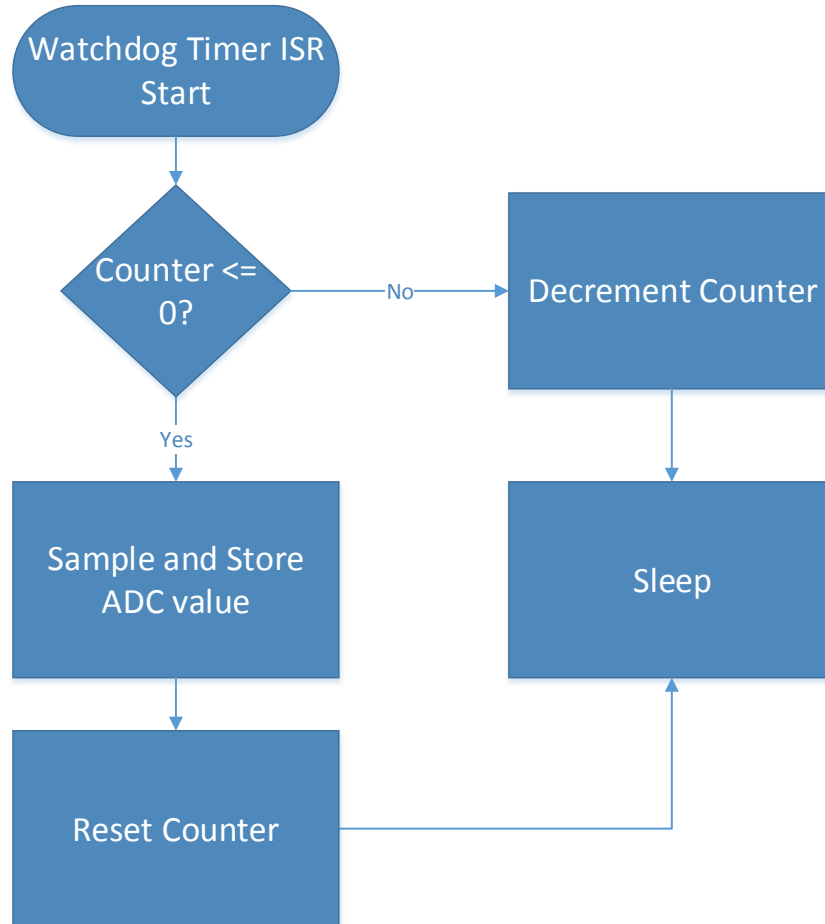 Watchdog Timer ISR
Start
Counter <=
0?
No
Decrement Counter
Yes
Sample and Store
ADC value
Sleep
Reset Counter